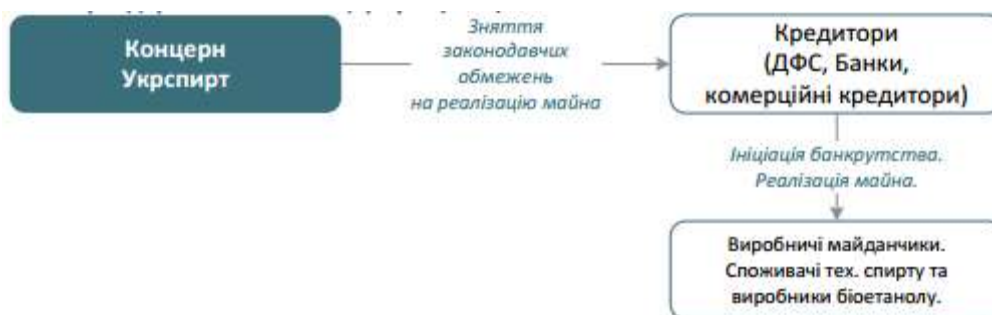 Концерн
Укрспирт
Зняття
законодавчих
обмежень
на реалізацію майна
Кредитори
(ДФС, Банки,
комерційні кредитори)
Ініціація банкрутства.
Реалізація майна.
Виробничі майданчики.
Споживачі тех. спирту та
виробники біоетанолу.